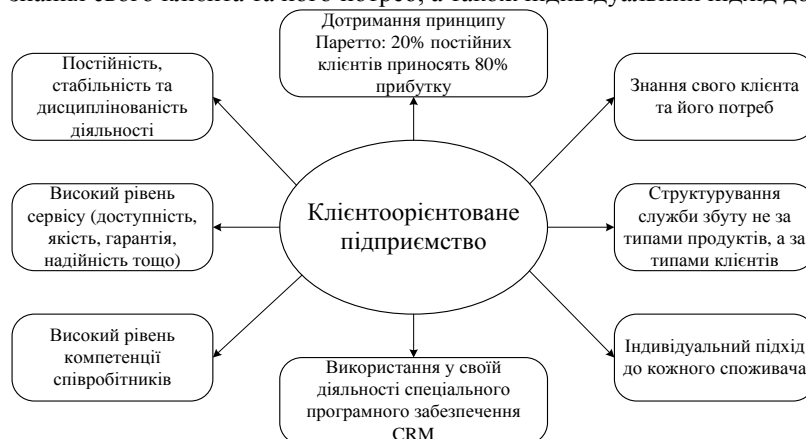 знання свого клієнта та його потреб, а також індивідуальний підхід до
Дотримання принципу
Паретто: 20% постійних
клієнтів приносять 80%
прибутку
Постійність,
стабільність та
дисциплінованість
діяльності
Знання свого клієнта
та його потреб
Високий рівень
сервісу (доступність,
якість, гарантія,
надійність тощо)
Клієнтоорієнтоване
підприємство
Структурування
служби збуту не за
типами продуктів, а за
типами клієнтів
Високий рівень
компетенції
співробітників
Використання у своїй
діяльності спеціального
програмного забезпечення
CRM
Індивідуальний підхід
до кожного споживача